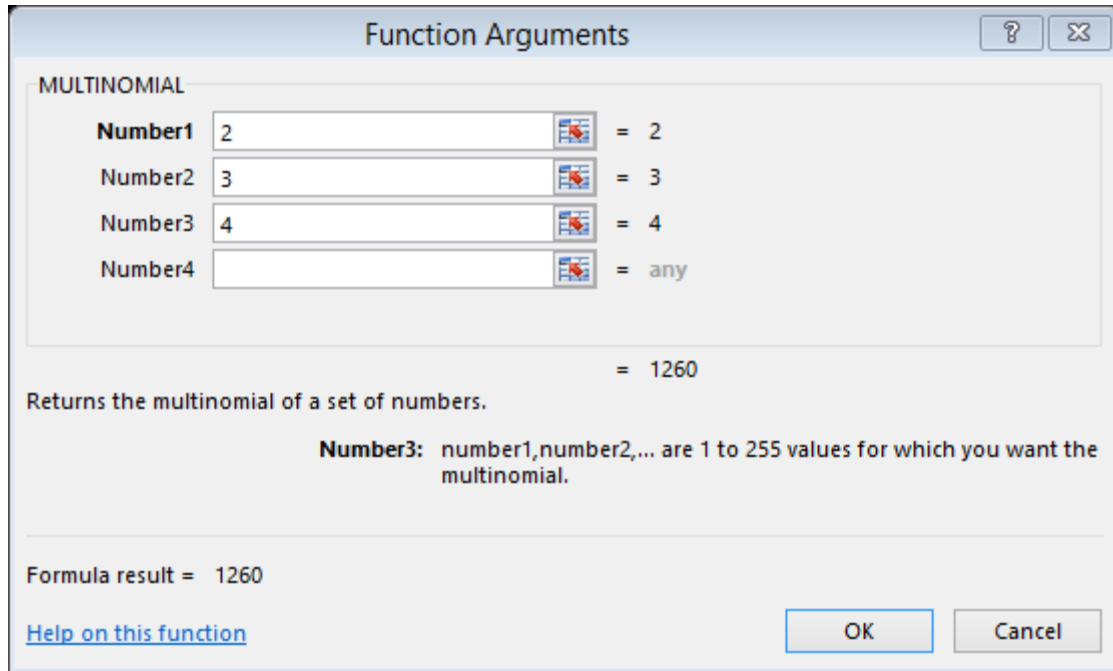 Function Arguments
MULTINOMIAL
Number1 2 = 2
Number2 3 = 3
Number3 4 = 4
Number4 = any
= 1260
Returns the multinomial of a set of numbers.
Number3: number1,number2,... are 1 to 255 values for which you want the
multinomial.
Formula result = 1260
Help on this function OK Cancel